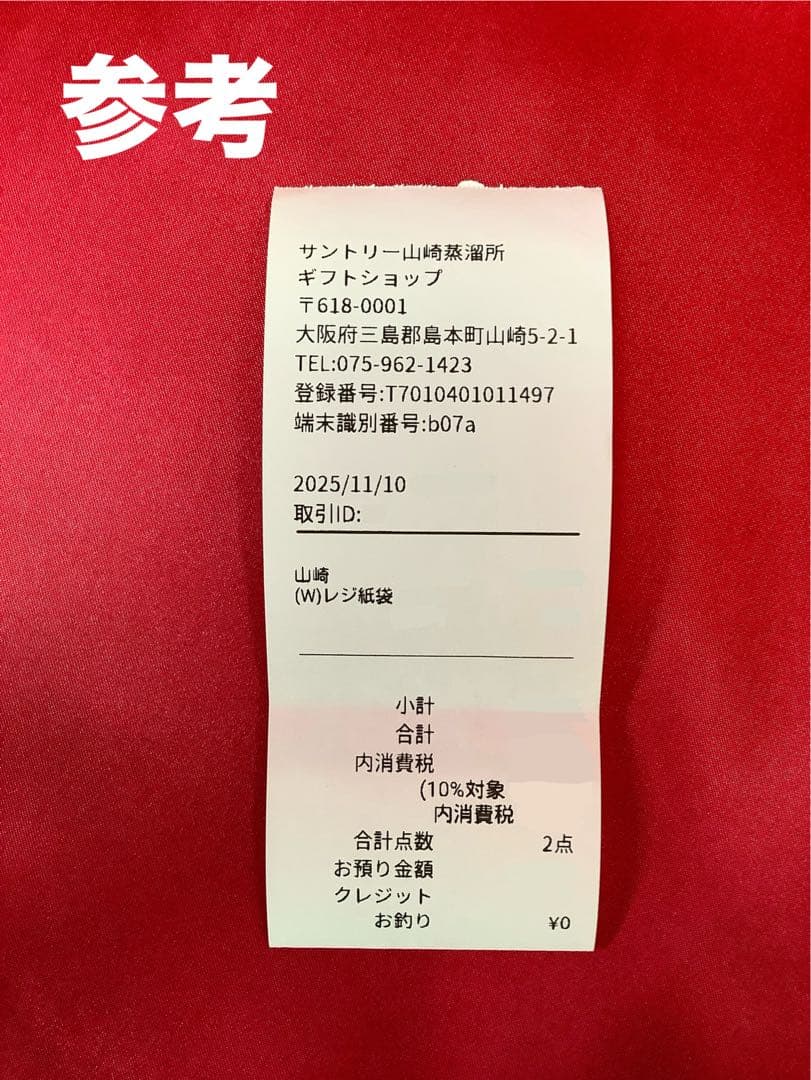 参考
サントリー山崎蒸溜所
ギフトショップ
〒618-0001
大阪府三島郡島本町山崎5-2-1
TEL:075-962-1423
登録番号:T7010401011497
端末識別番号:b07a
2025/11/10
取引ID:
山崎
(W)レジ紙袋
小計
合計
内消費税
(10%対象
内消費税
合計点数 2点
お預り金額
クレジット
お釣り ¥0